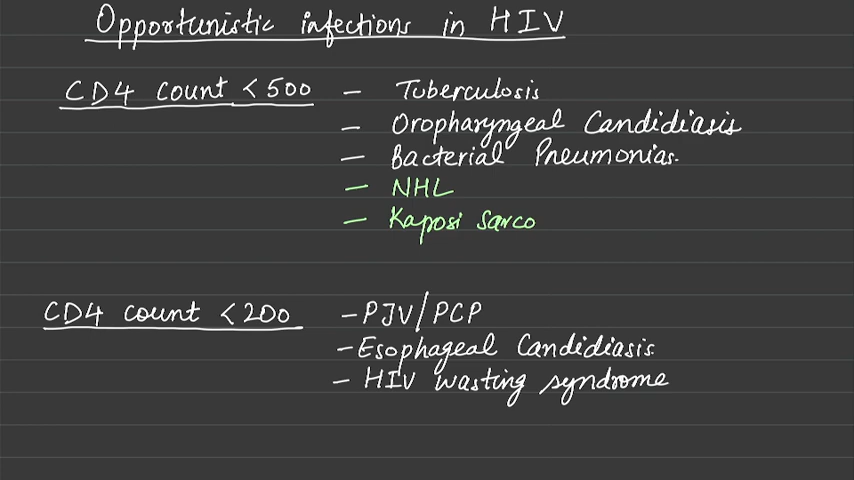 Opportunistic infections in HIV
CD4 count < 500 - Tuberculosis
- Oropharyngeal Candidiasis
- Bacterial Pneumonias.
- NHL
- Kaposi Sarco
CD4 count < 200 - PJV/PCP
- Esophageal Candidiasis
- HIV wasting syndrome